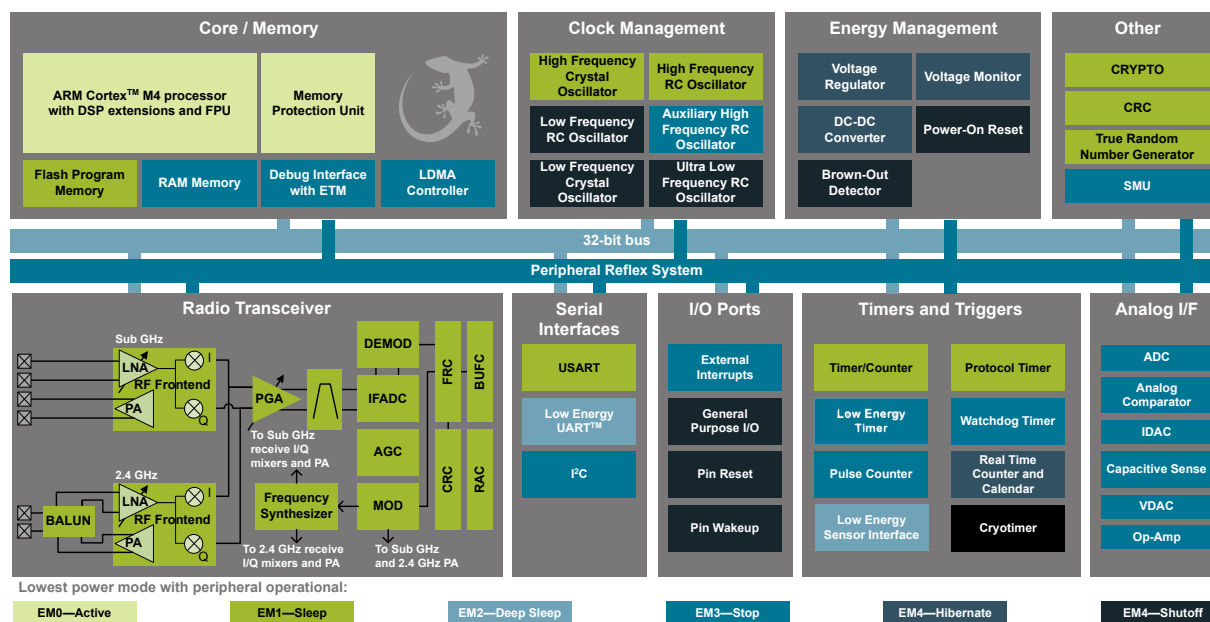 Core / Memory
ARM Cortex™ M4 processor
with DSP extensions and FPU
Memory
Protection Unit
Flash Program
Memory
RAM Memory
Debug Interface
with ETM
LDMA
Controller
Clock Management
High Frequency
Crystal
Oscillator
High Frequency
RC Oscillator
Low Frequency
RC Oscillator
Auxiliary High
Frequency RC
Oscillator
Low Frequency
Crystal
Oscillator
Ultra Low
Frequency RC
Oscillator
Energy Management
Voltage
Regulator
Voltage Monitor
DC-DC
Converter
Power-On Reset
Brown-Out
Detector
Other
CRYPTO
CRC
True Random
Number Generator
SMU
32-bit bus
Peripheral Reflex System
Radio Transceiver
Sub GHz
LNA
I
RF Frontend
PA
Q
2.4 GHz
LNA
I
BALUN
RF Frontend
PA
Q
PGA
To Sub GHz
receive I/Q
mixers and PA
Frequency
Synthesizer
To 2.4 GHz receive
I/Q mixers and PA
DEMOD
IFADC
AGC
MOD
To Sub GHz
and 2.4 GHz PA
FRC
BUFC
CRC
RAC
Serial
Interfaces
USART
Low Energy
UART™
I²C
I/O Ports
External
Interrupts
General
Purpose I/O
Pin Reset
Pin Wakeup
Timers and Triggers
Timer/Counter
Protocol Timer
Low Energy
Timer
Watchdog Timer
Pulse Counter
Real Time
Counter and
Calendar
Low Energy
Sensor Interface
Cryotimer
Analog I/F
ADC
Analog
Comparator
IDAC
Capacitive Sense
VDAC
Op-Amp
Lowest power mode with peripheral operational:
EM0—Active
EM1—Sleep
EM2—Deep Sleep
EM3—Stop
EM4—Hibernate
EM4—Shutoff